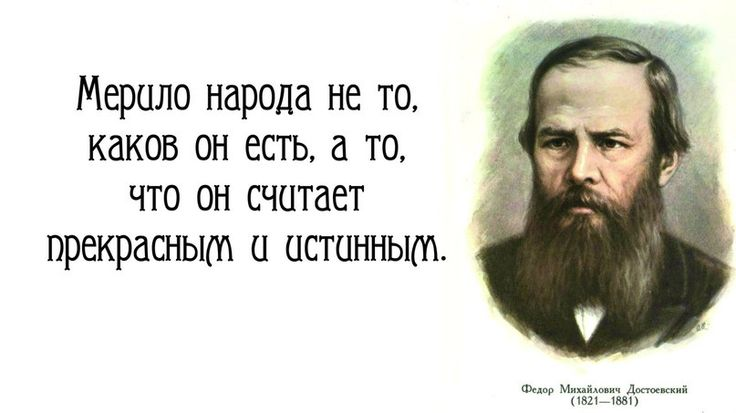 Мерило народа не то,
каков он есть, а то,
что он считает
прекрасным и истинным.
Федор Михайлович Достоевский
(1821—1881)